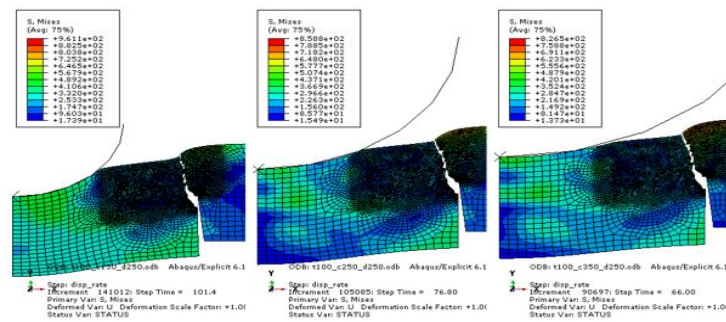 S, Mises
(Avg: 75%)
+9.611e+02
+8.825e+02
+8.038e+02
+7.252e+02
+6.465e+02
+5.679e+02
+4.892e+02
+4.106e+02
+3.320e+02
+2.533e+02
+1.747e+02
+9.603e+01
+1.739e+01
d250.odb Abaqus/Explicit 6.1
Y
Step: disp_rate
Increment 141012: Step Time = 101.4
Primary Var: S, Mises
Deformed Var: U Deformation Scale Factor: +1.0
Status Var: STATUS
S, Mises
(Avg: 75%)
+8.588e+02
+7.885e+02
+7.182e+02
+6.480e+02
+5.777e+02
+5.074e+02
+4.371e+02
+3.669e+02
+2.966e+02
+2.263e+02
+1.560e+02
+8.577e+01
+1.549e+01
ODB: t100_c250_d250.odb Abaqus/Explicit 6.1
Y
Step: disp_rate
Increment 105085: Step Time = 76.80
Primary Var: S, Mises
Deformed Var: U Deformation Scale Factor: +1.0
Status Var: STATUS
S, Mises
(Avg: 75%)
+8.265e+02
+7.588e+02
+6.911e+02
+6.233e+02
+5.556e+02
+4.879e+02
+4.201e+02
+3.524e+02
+2.847e+02
+2.169e+02
+1.492e+02
+8.147e+01
+1.373e+01
ODB: t100_c350_d250.odb Abaqus/Explicit 6.1
Y
Step: disp_rate
Increment 90697: Step Time = 66.00
Primary Var: S, Mises
Deformed Var: U Deformation Scale Factor: +1.0
Status Var: STATUS